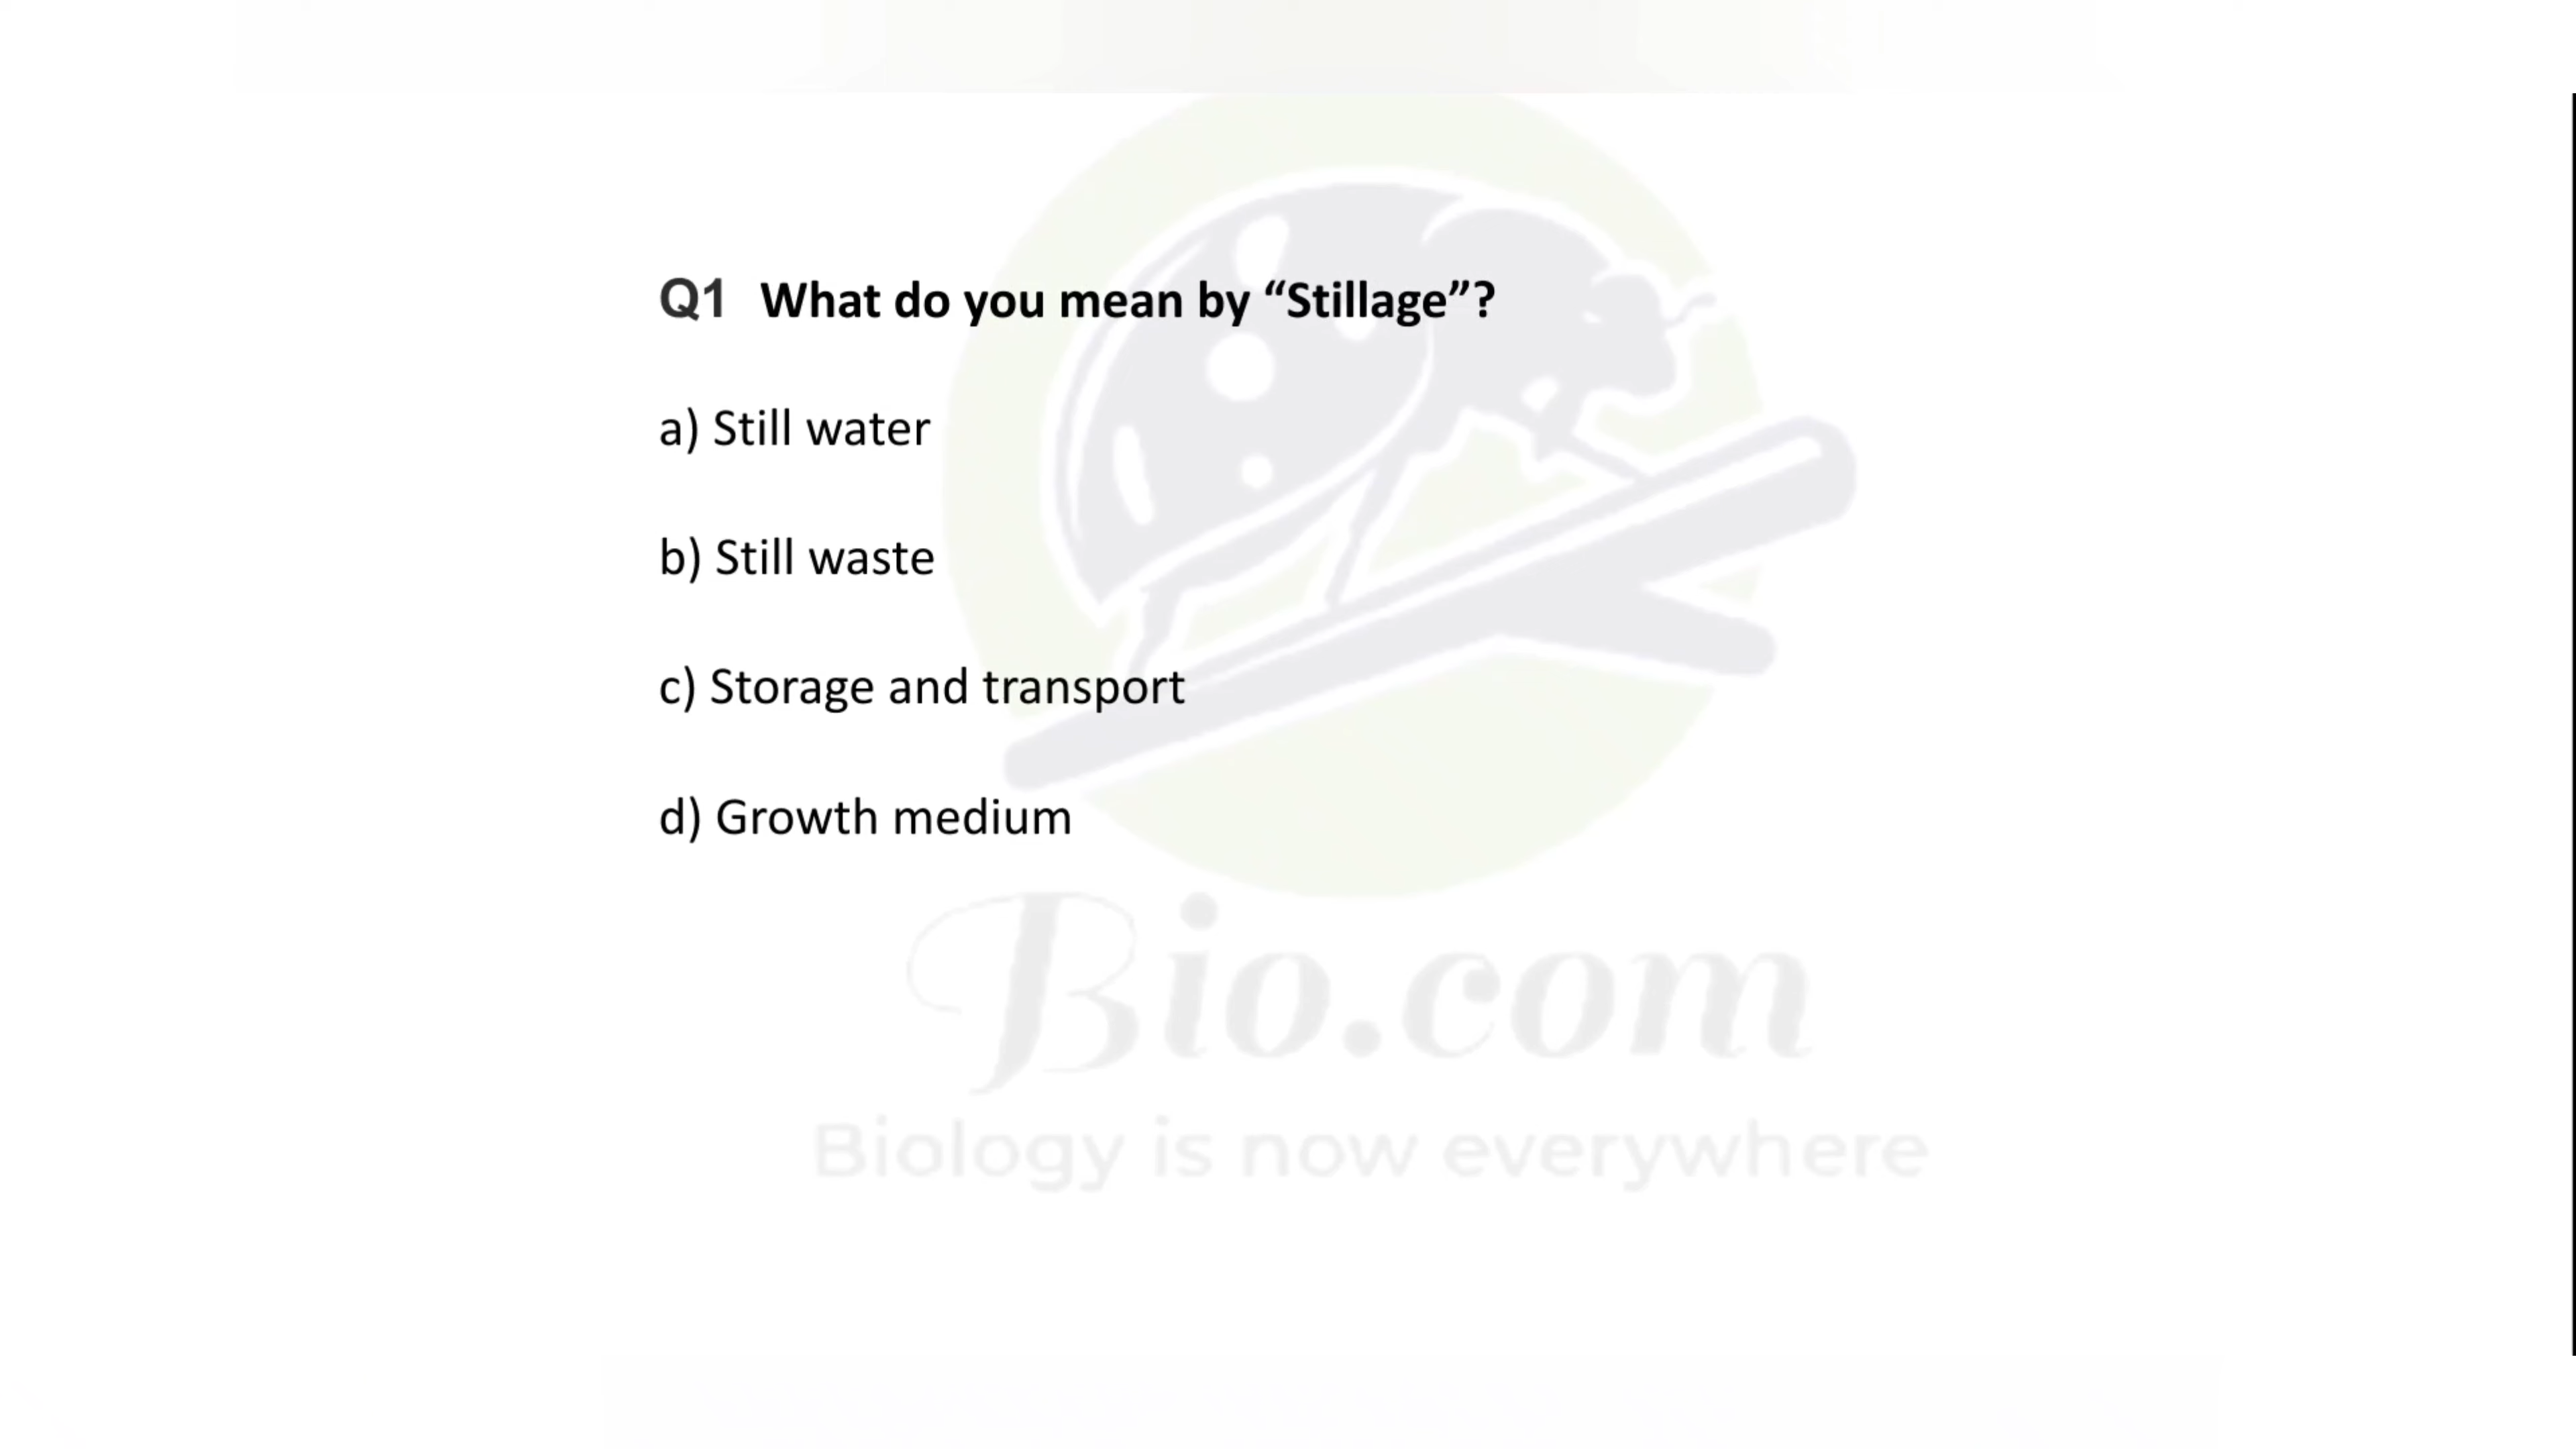 Q1 What do you mean by “Stillage”?
a) Still water
b) Still waste
c) Storage and transport
d) Growth medium
Bio.com
Biology is now everywhere